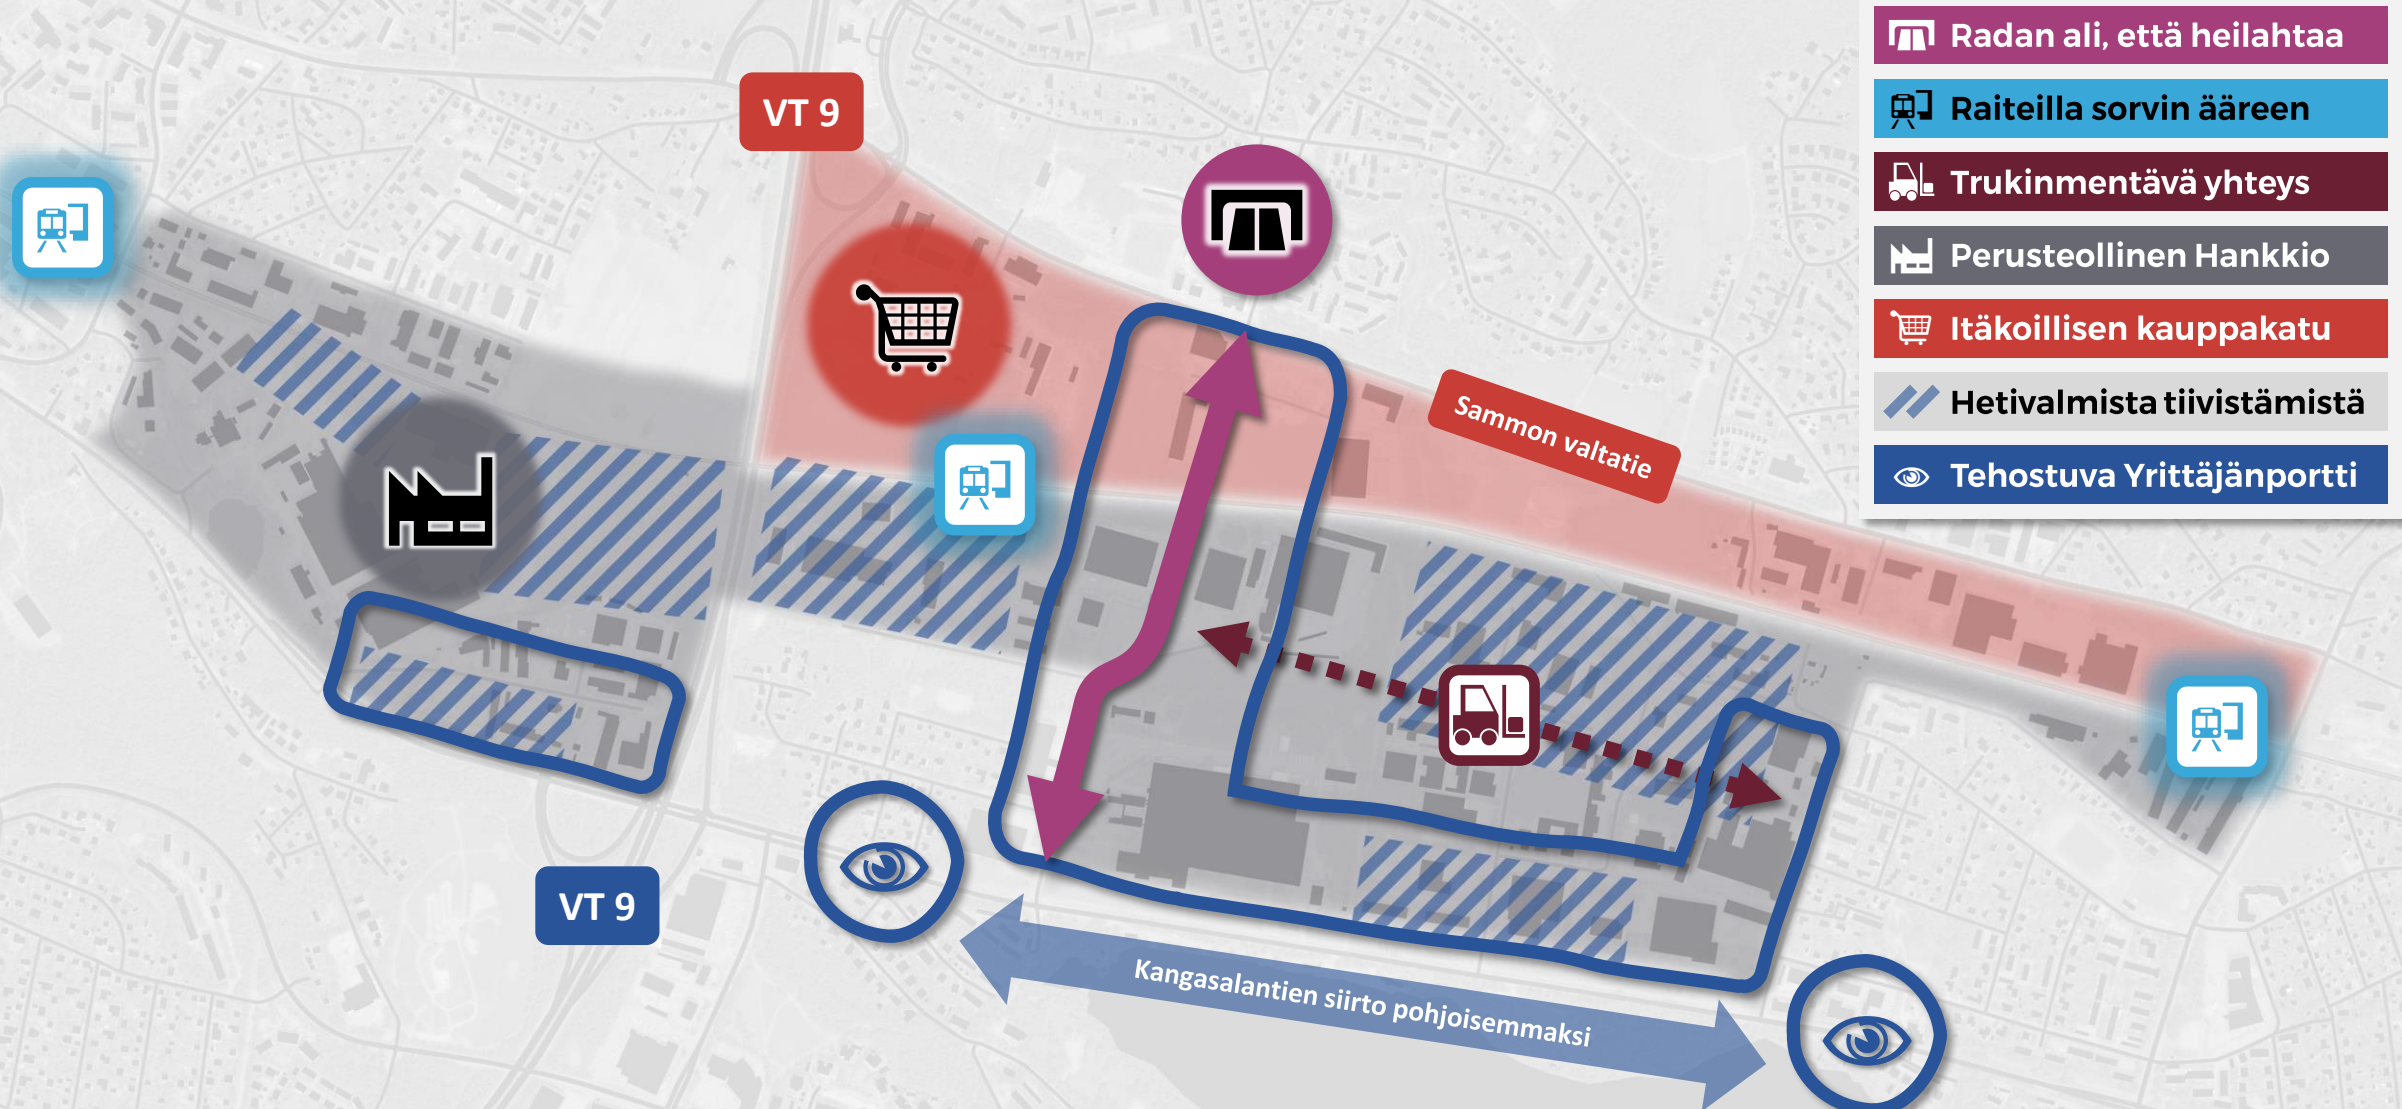 Radan ali, että heilahtaa
Raiteilla sorvin ääreen
Trukinmentävä yhteys
Perusteollinen Hankkio
Itäkoillisen kauppakatu
Hetivalmista tiivistämistä
Tehostuva Yrittäjänportti
VT 9
Sammon valtatie
VT 9
Kangasalantien siirto pohjoisemmaksi